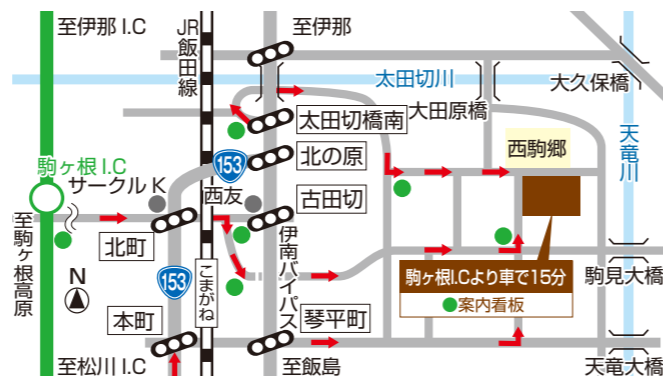 至伊那 I.C
JR飯田線
至伊那
太田切川
大久保橋
大田原橋
太田切橋南
天竜川
153
北の原
西駒郷
駒ヶ根 I.C
サークルK
西友
古田切
北町
至駒ヶ根高原
N
153
こまがね
伊南バイパス
駒ヶ根I.Cより車で15分
案内看板
駒見大橋
本町
琴平町
至松川 I.C
至飯島
天竜大橋